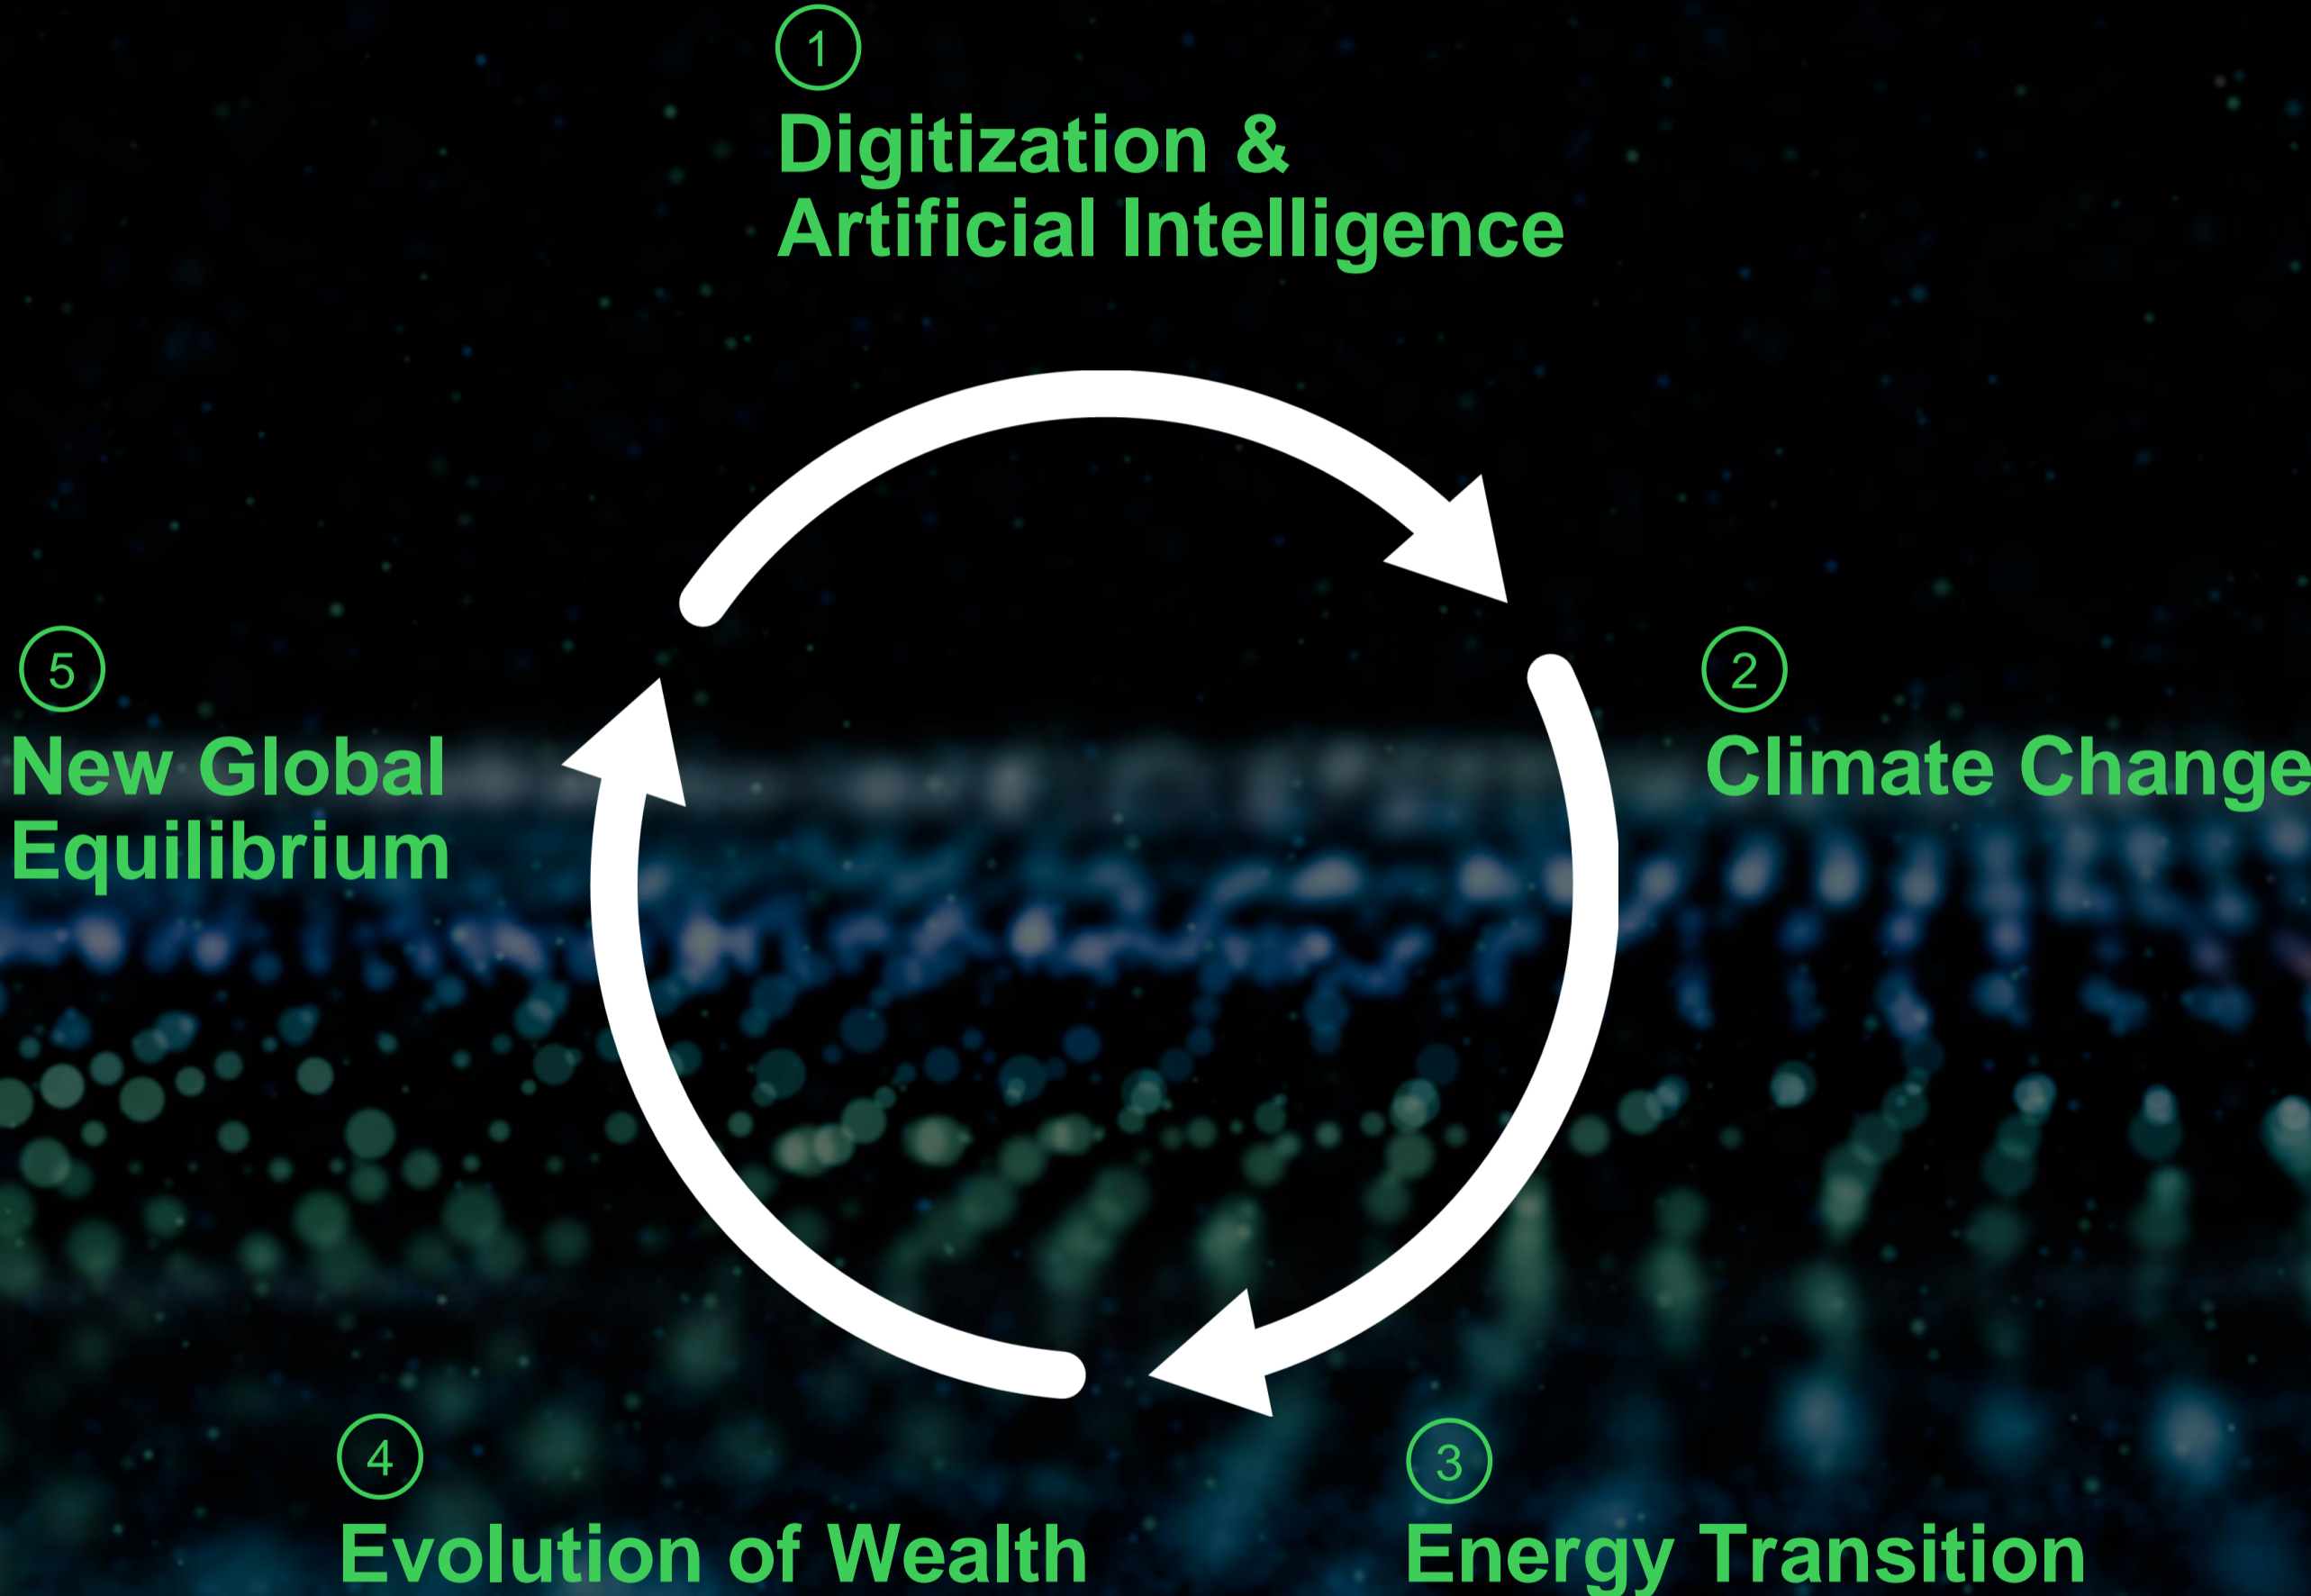 1
Digitization &
Artificial Intelligence
2
Climate Change
3
Energy Transition
4
Evolution of Wealth
5
New Global
Equilibrium